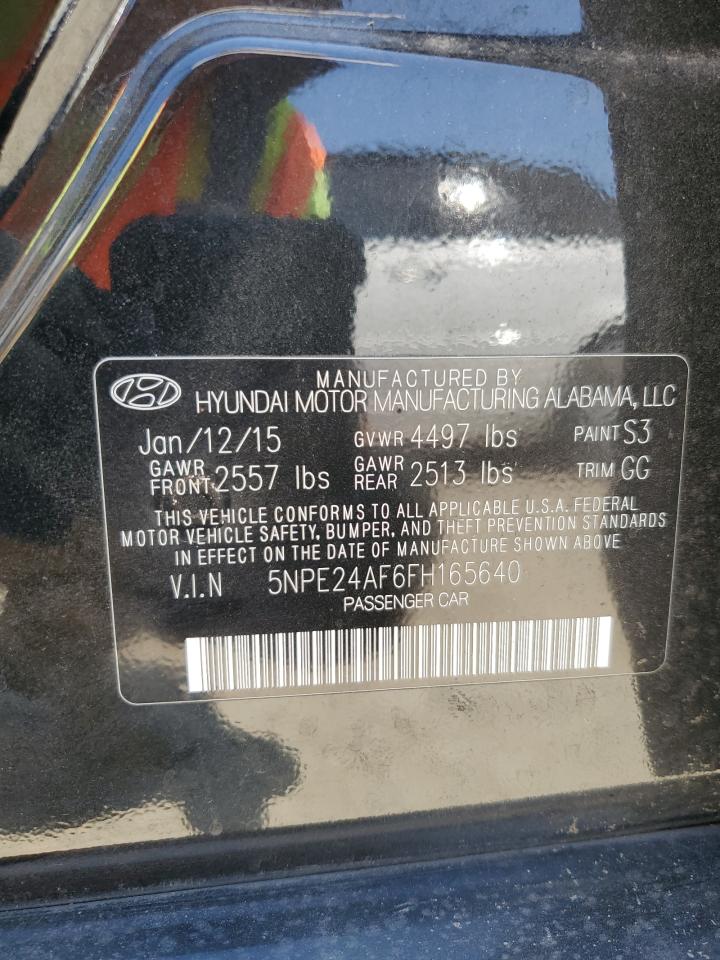 MANUFACTURED BY
HYUNDAI MOTOR MANUFACTURING ALABAMA, LLC
Jan/12/15 GVWR 4497 lbs PAINT S3
GAWR FRONT 2557 lbs GAWR REAR 2513 lbs TRIM GG
THIS VEHICLE CONFORMS TO ALL APPLICABLE U.S.A. FEDERAL
MOTOR VEHICLE SAFETY, BUMPER, AND THEFT PREVENTION STANDARDS
IN EFFECT ON THE DATE OF MANUFACTURE SHOWN ABOVE
V.I.N 5NPE24AF6FH165640
PASSENGER CAR